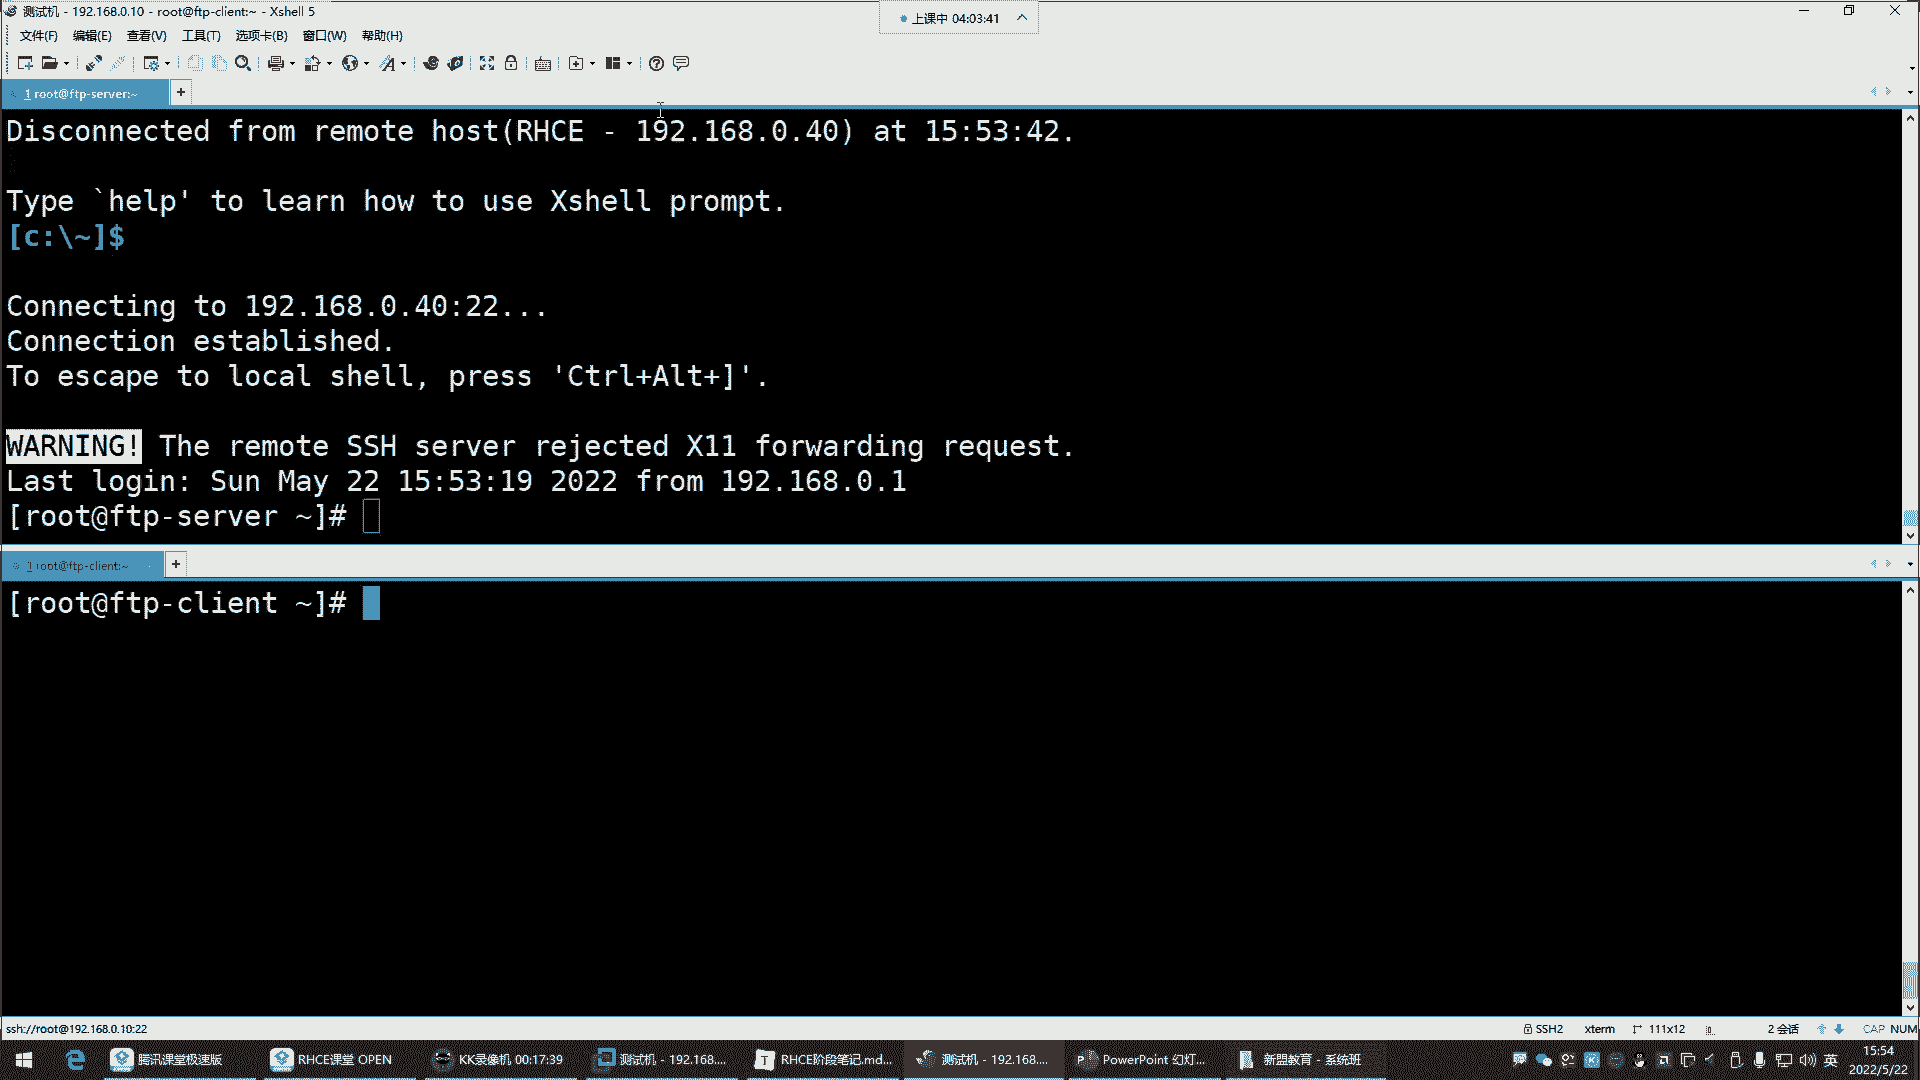 测试机 - 192.168.0.10 - root@ftp-client:~ - Xshell 5
上课中 04:03:41
文件(F) 编辑(E) 查看(V) 工具(T) 选项卡(B) 窗口(W) 帮助(H)
1 root@ftp-server:~ +
Disconnected from remote host(RHCE - 192.168.0.40) at 15:53:42.
Type `help' to learn how to use Xshell prompt.
[c:\~]$
Connecting to 192.168.0.40:22...
Connection established.
To escape to local shell, press 'Ctrl+Alt+]'.
WARNING! The remote SSH server rejected X11 forwarding request.
Last login: Sun May 22 15:53:19 2022 from 192.168.0.1
[root@ftp-server ~]#
1 root@ftp-client:~ +
[root@ftp-client ~]#
ssh://root@192.168.0.10:22 SSH2 xterm 111x12 2 会话 CAP NUM
腾讯课堂极速版 RHCE课堂 OPEN KK录像机 00:17:39 测试机 - 192.168.... RHCE阶段笔记.md... 测试机 - 192.168.... PowerPoint 幻灯... 新盟教育 - 系统班 英 15:54
2022/5/22